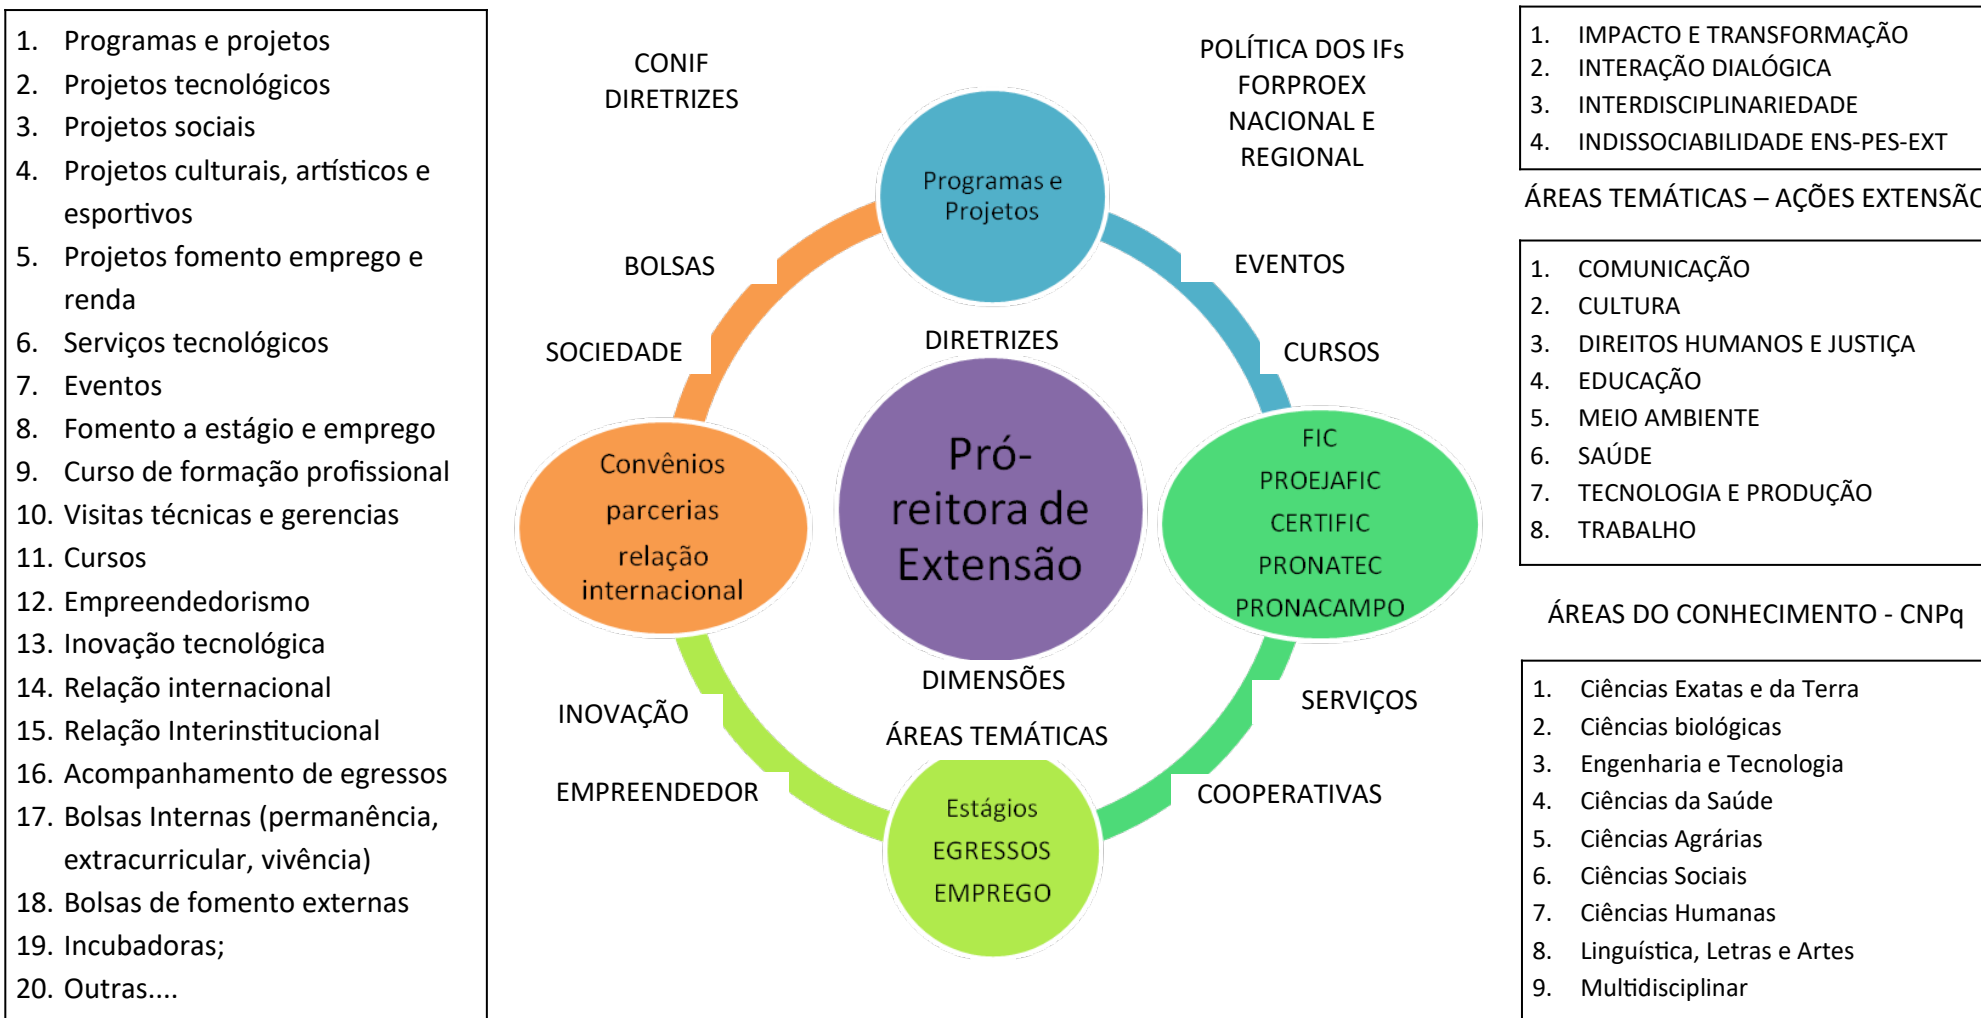 1. Programas e projetos
2. Projetos tecnológicos
3. Projetos sociais
4. Projetos culturais, artísticos e
esportivos
5. Projetos fomento emprego e
renda
6. Serviços tecnológicos
7. Eventos
8. Fomento a estágio e emprego
9. Curso de formação profissional
10. Visitas técnicas e gerencias
11. Cursos
12. Empreendedorismo
13. Inovação tecnológica
14. Relação internacional
15. Relação Interinstitucional
16. Acompanhamento de egressos
17. Bolsas Internas (permanência,
extracurricular, vivência)
18. Bolsas de fomento externas
19. Incubadoras;
20. Outras....
CONIF
DIRETRIZES
POLÍTICA DOS IFs
FORPROEX
NACIONAL E
REGIONAL
Programas e
Projetos
BOLSAS
EVENTOS
SOCIEDADE
DIRETRIZES
CURSOS
Convênios
parcerias
relação
internacional
Pró-
reitora de
Extensão
FIC
PROEJAFIC
CERTIFIC
PRONATEC
PRONACAMPO
DIMENSÕES
INOVAÇÃO
SERVIÇOS
ÁREAS TEMÁTICAS
EMPREENDEDOR
COOPERATIVAS
Estágios
EGRESSOS
EMPREGO
1. IMPACTO E TRANSFORMAÇÃO
2. INTERAÇÃO DIALÓGICA
3. INTERDISCIPLINARIEDADE
4. INDISSOCIABILIDADE ENS-PES-EXT
ÁREAS TEMÁTICAS – AÇÕES EXTENSÃO
1. COMUNICAÇÃO
2. CULTURA
3. DIREITOS HUMANOS E JUSTIÇA
4. EDUCAÇÃO
5. MEIO AMBIENTE
6. SAÚDE
7. TECNOLOGIA E PRODUÇÃO
8. TRABALHO
ÁREAS DO CONHECIMENTO - CNPq
1. Ciências Exatas e da Terra
2. Ciências biológicas
3. Engenharia e Tecnologia
4. Ciências da Saúde
5. Ciências Agrárias
6. Ciências Sociais
7. Ciências Humanas
8. Linguística, Letras e Artes
9. Multidisciplinar